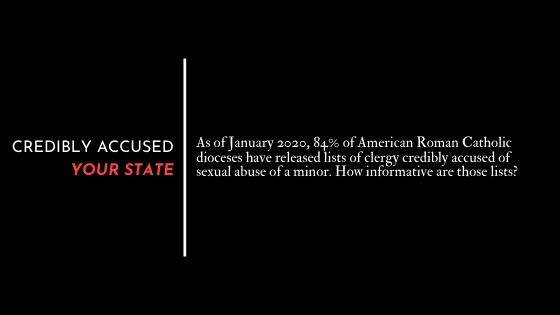 CREDIBLY ACCUSED
YOUR STATE
As of January 2020, 84% of American Roman Catholic
dioceses have released lists of clergy credibly accused of
sexual abuse of a minor. How informative are those lists?